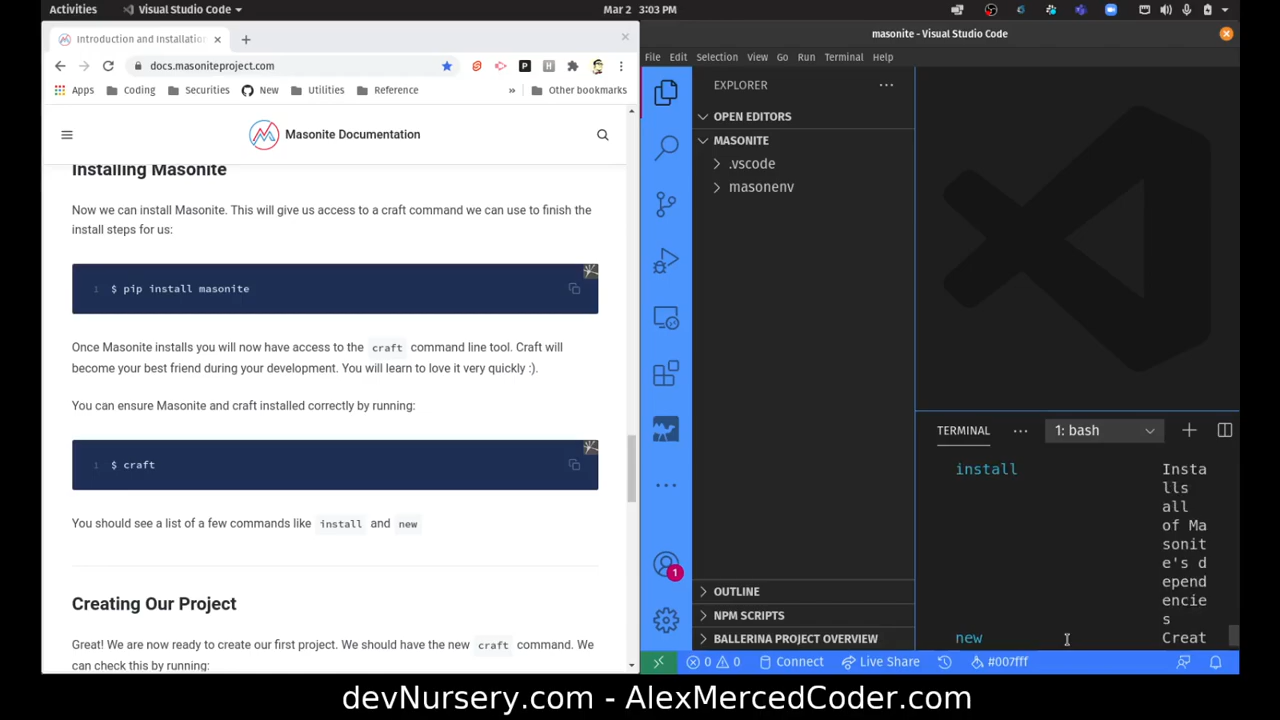 Activities
Visual Studio Code
Mar 2 3:03 PM
Introduction and Installation
docs.masoniteproject.com
Apps
Coding
Securities
New
Utilities
Reference
»
Other bookmarks
Masonite Documentation
Installing Masonite
Now we can install Masonite. This will give us access to a craft command we can use to finish the
install steps for us:
1 $ pip install masonite
Once Masonite installs you will now have access to the craft command line tool. Craft will
become your best friend during your development. You will learn to love it very quickly :).
You can ensure Masonite and craft installed correctly by running:
1 $ craft
You should see a list of a few commands like install and new
Creating Our Project
Great! We are now ready to create our first project. We should have the new craft command. We
can check this by running:
masonite - Visual Studio Code
File Edit Selection View Go Run Terminal Help
EXPLORER
OPEN EDITORS
MASONITE
.vscode
masonenv
OUTLINE
NPM SCRIPTS
BALLERINA PROJECT OVERVIEW
1
TERMINAL
1: bash
install Insta
lls
all
of Ma
sonit
e's d
epend
encie
s
new Creat
0 0 Connect Live Share #007fff
devNursery.com - AlexMercedCoder.com